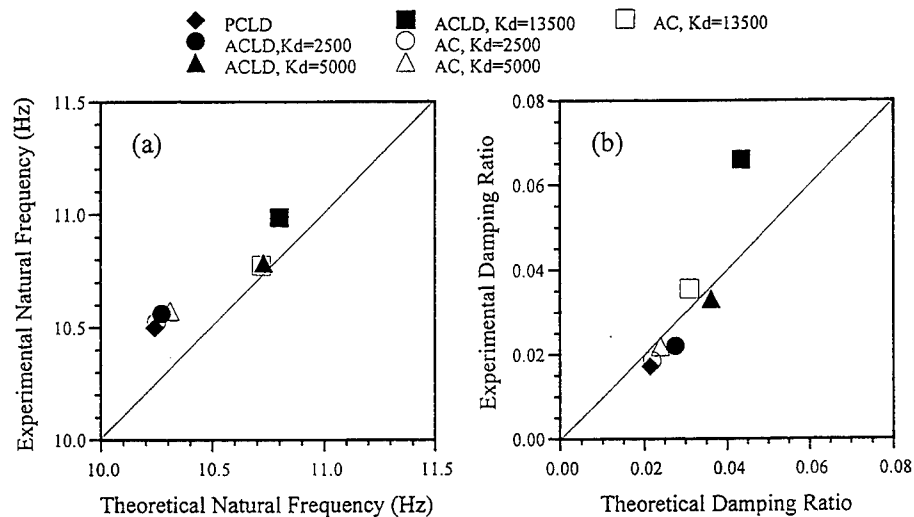 PCLD
ACLD, Kd=13500
AC, Kd=13500
ACLD,Kd=2500
AC, Kd=2500
ACLD, Kd=5000
AC, Kd=5000
(a)
Experimental Natural Frequency (Hz)
11.5
11.0
10.5
10.0
10.0
10.5
11.0
11.5
Theoretical Natural Frequency (Hz)
(b)
Experimental Damping Ratio
0.08
0.06
0.04
0.02
0.00
0.00
0.02
0.04
0.06
0.08
Theoretical Damping Ratio